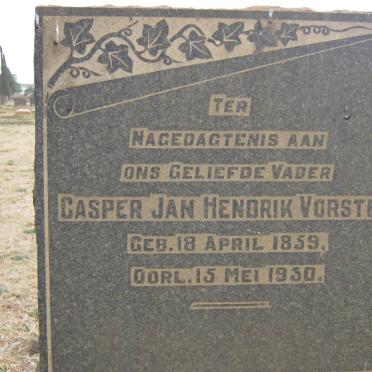 TER
NAGEDAGTENIS AAN
ONS GELIEFDE VADER
CASPER JAN HENDRIK VORST
GEB. 18 APRIL 1859,
OORL. 15 MEI 1930.